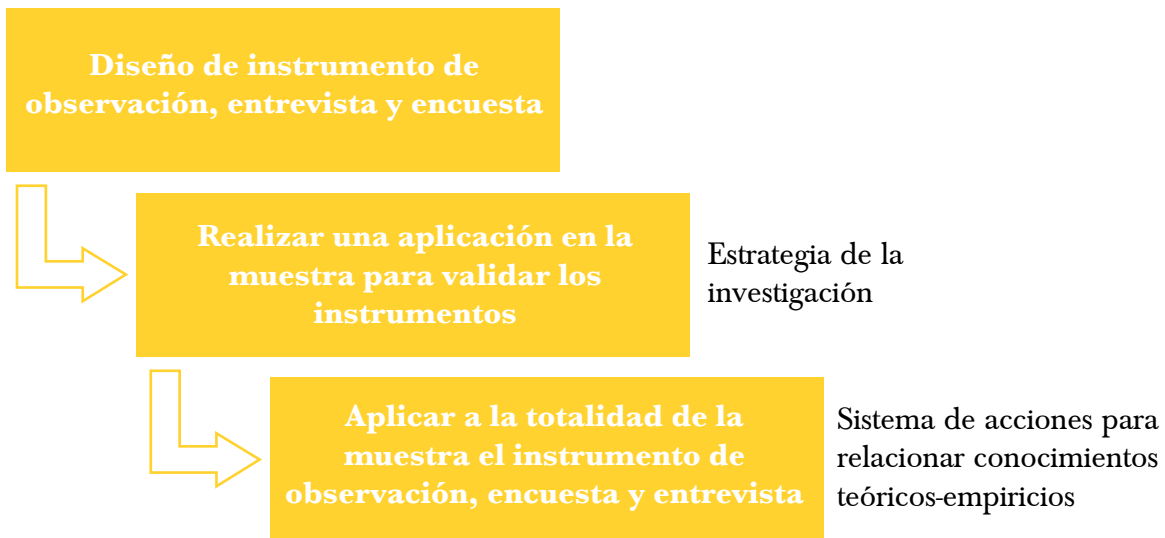 Diseño de instrumento de
observación, entrevista y encuesta
Realizar una aplicación en la
muestra para validar los
instrumentos
Estrategia de la
investigación
Aplicar a la totalidad de la
muestra el instrumento de
observación, encuesta y entrevista
Sistema de acciones para
relacionar conocimientos
teóricos-empiricios